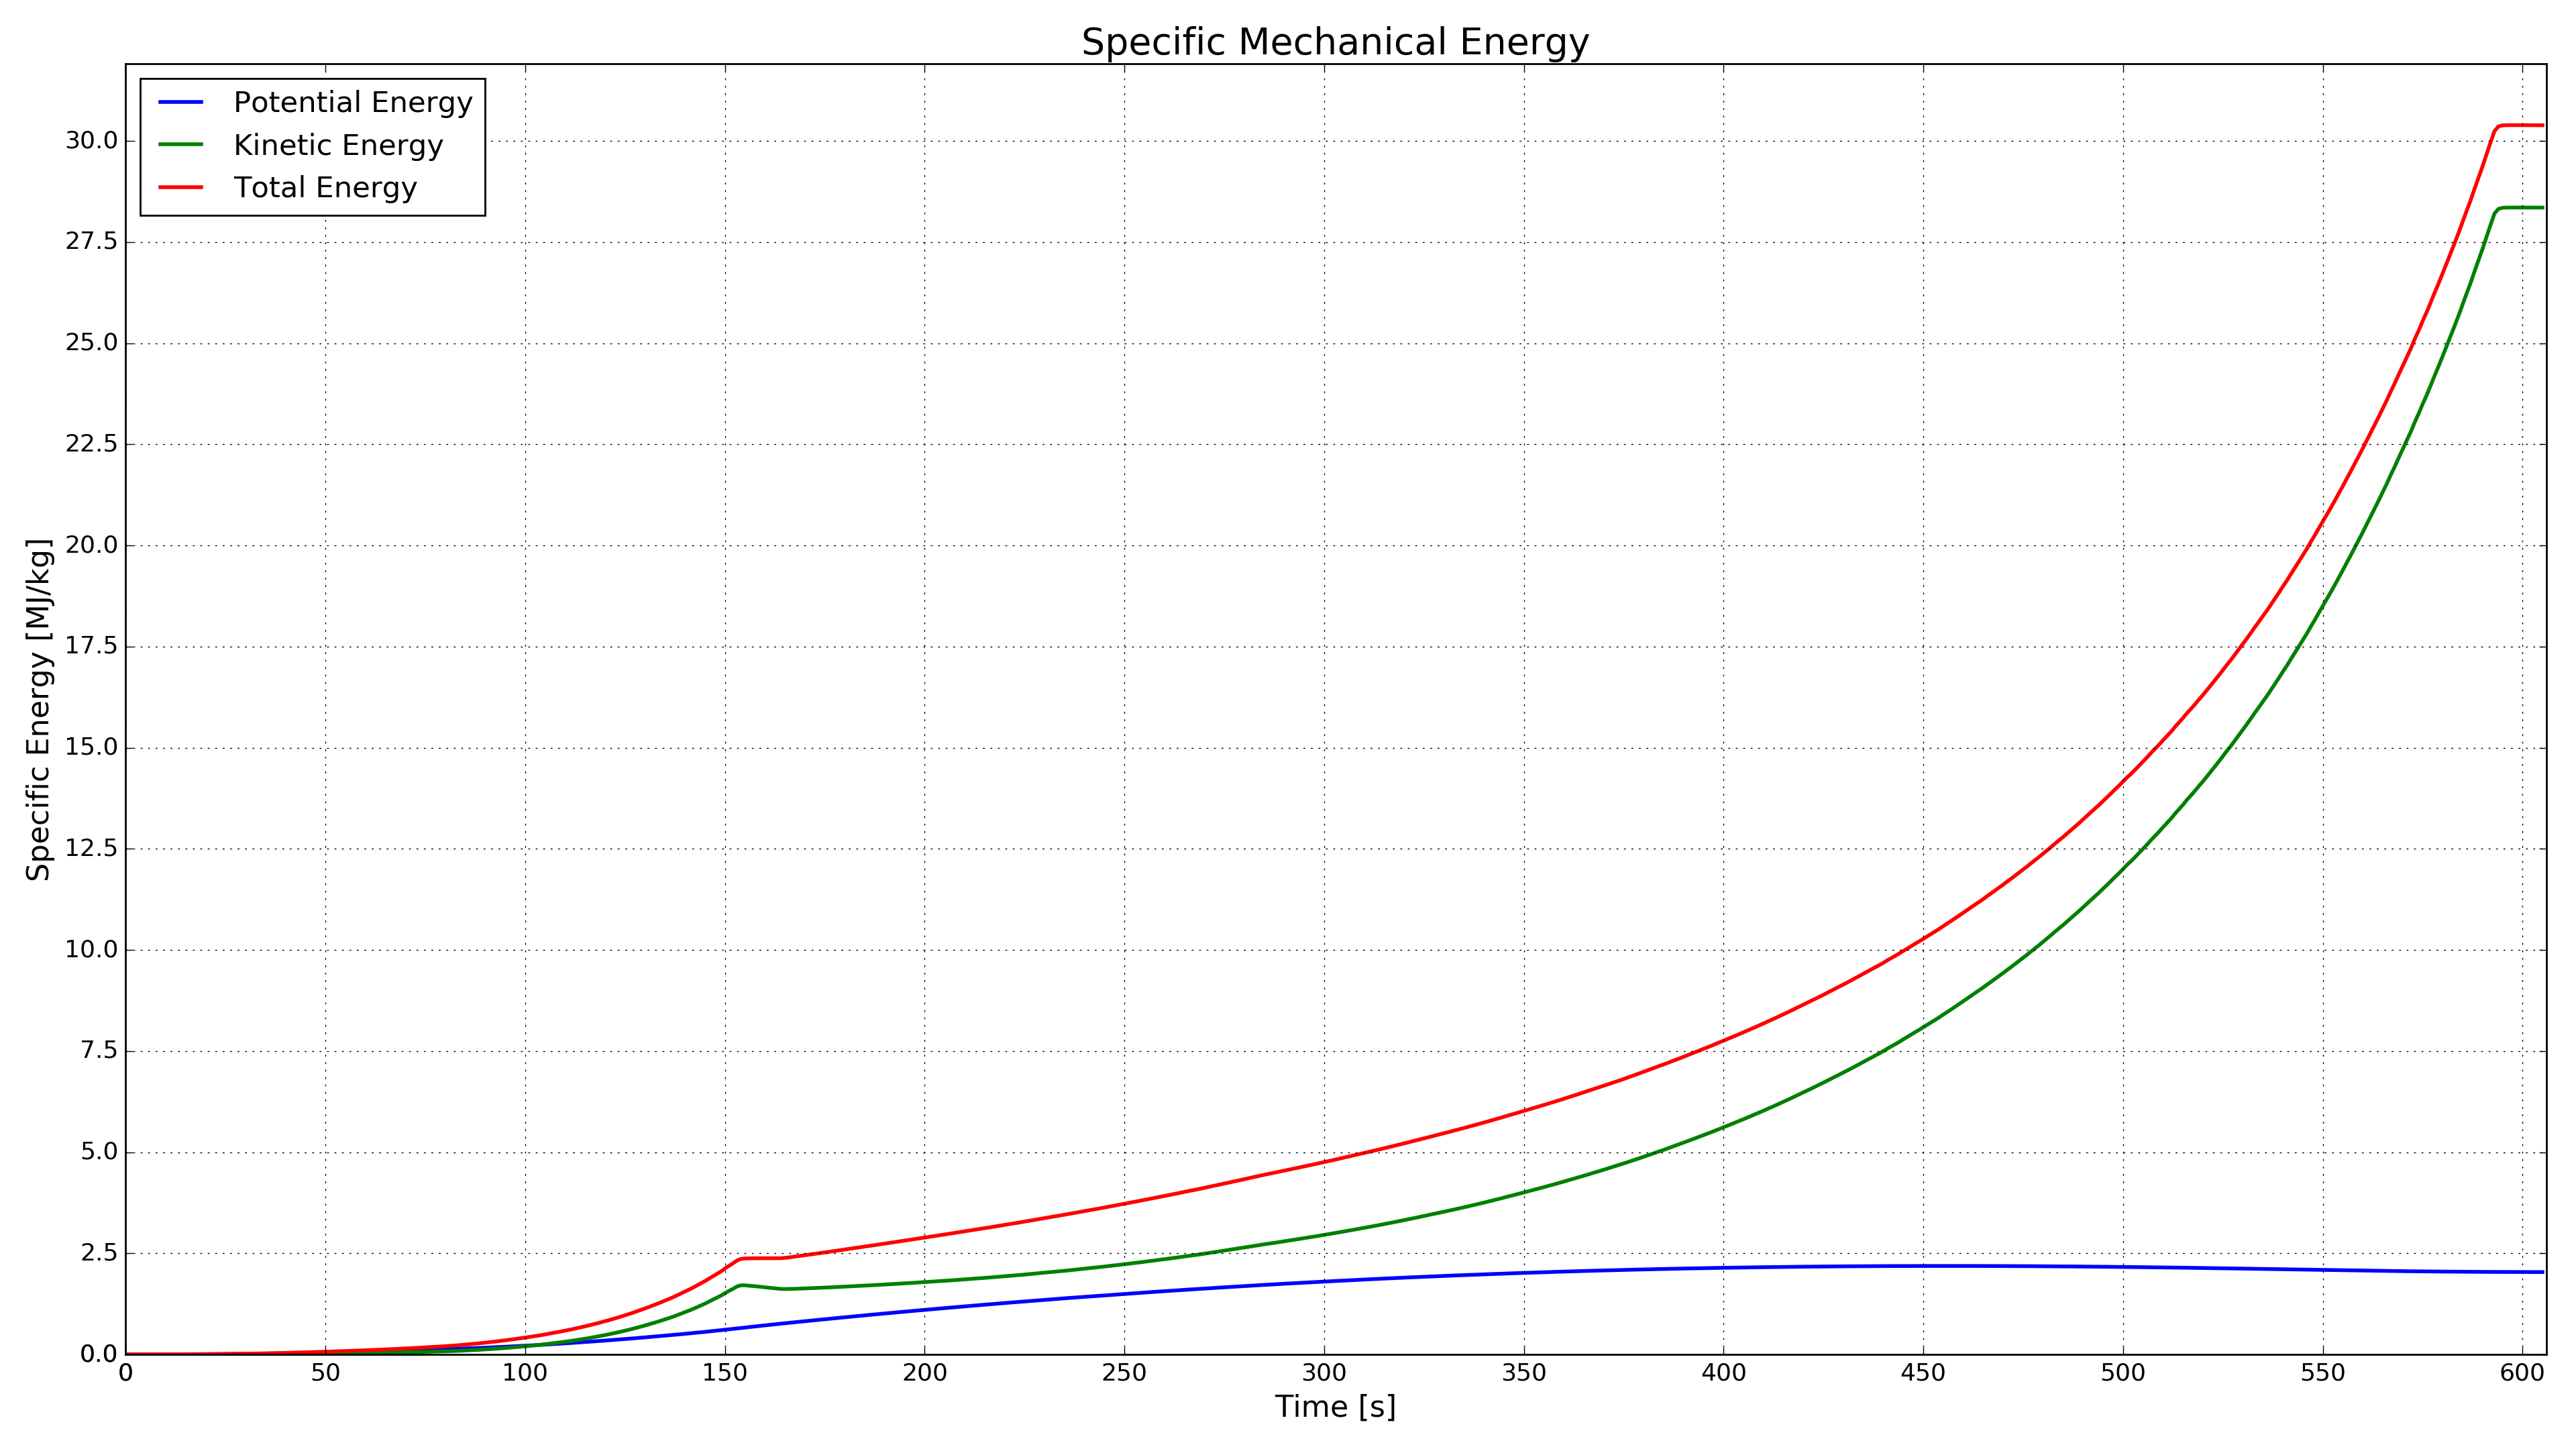 Specific Mechanical Energy
Potential Energy
Kinetic Energy
Total Energy
Specific Energy [MJ/kg]
30.0
27.5
25.0
22.5
20.0
17.5
15.0
12.5
10.0
7.5
5.0
2.5
0.0
0 50 100 150 200 250 300 350 400 450 500 550 600
Time [s]